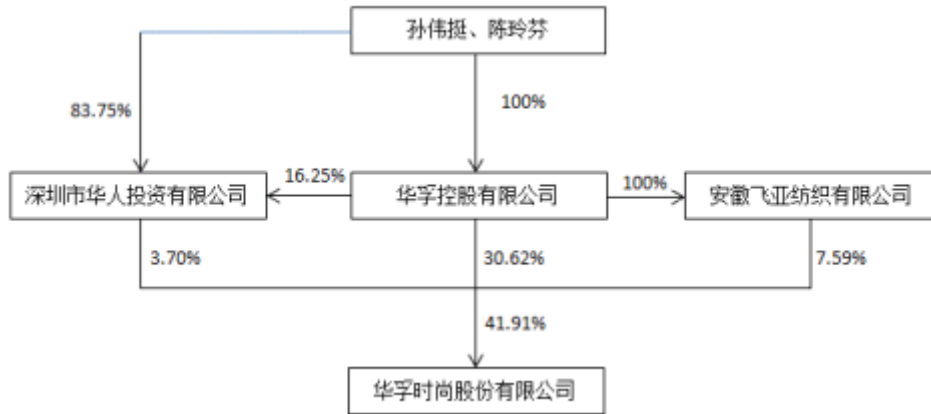 孙伟挺、陈玲芬
83.75%
100%
深圳市华人投资有限公司
16.25%
华孚控股有限公司
100%
安徽飞亚纺织有限公司
3.70%
30.62%
7.59%
41.91%
华孚时尚股份有限公司